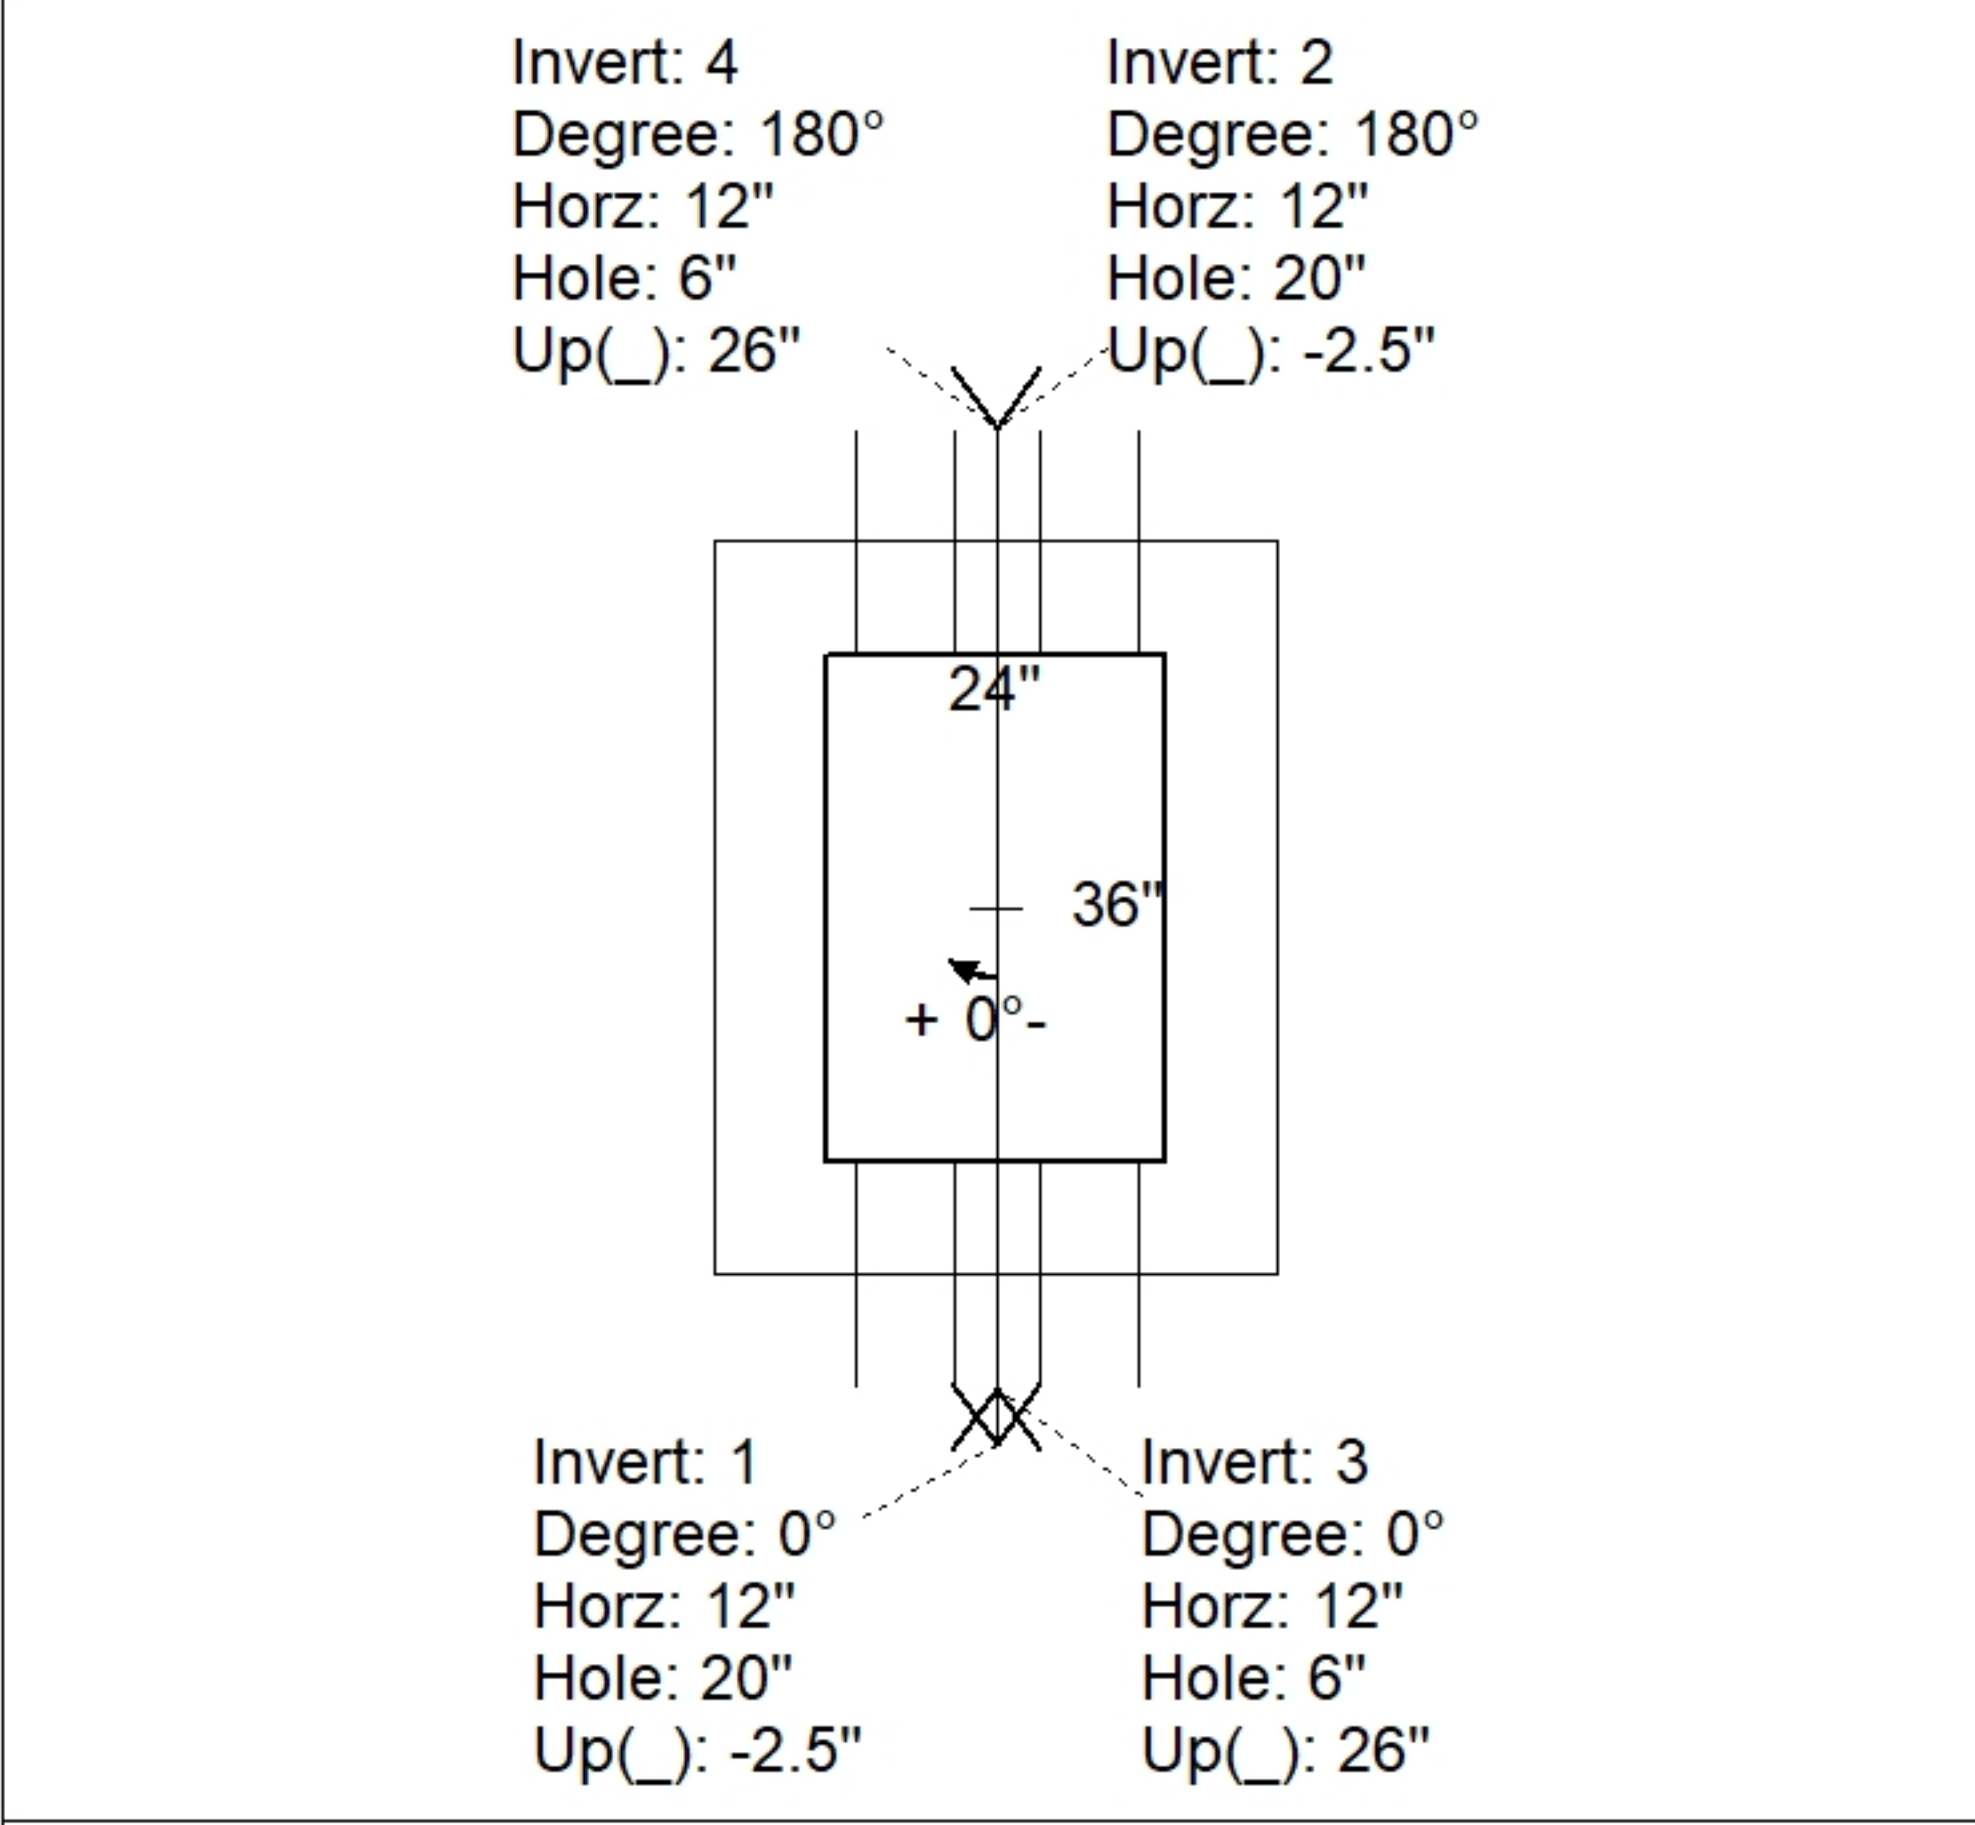 Invert: 4
Degree: 180°
Horz: 12"
Hole: 6"
Up(_): 26"
Invert: 2
Degree: 180°
Horz: 12"
Hole: 20"
Up(_): -2.5"
24"
36"
+ 0°-
Invert: 1
Degree: 0°
Horz: 12"
Hole: 20"
Up(_): -2.5"
Invert: 3
Degree: 0°
Horz: 12"
Hole: 6"
Up(_): 26"